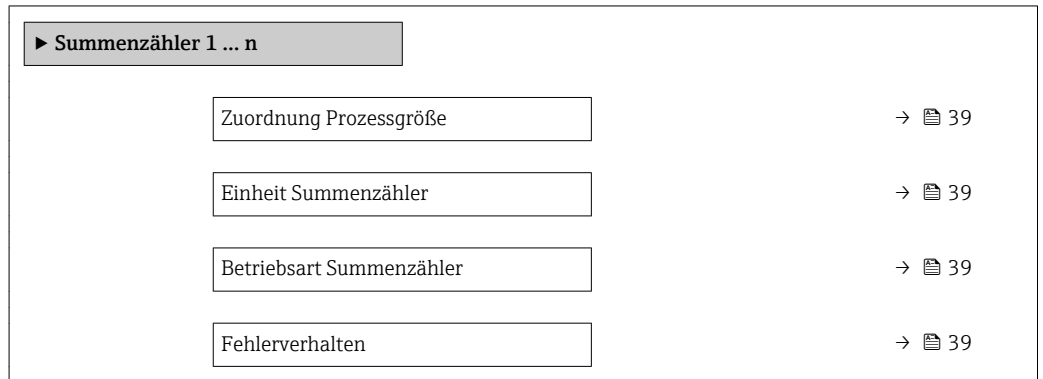 ▶ Summenzähler 1 ... n
Zuordnung Prozessgröße → 39
Einheit Summenzähler → 39
Betriebsart Summenzähler → 39
Fehlerverhalten → 39